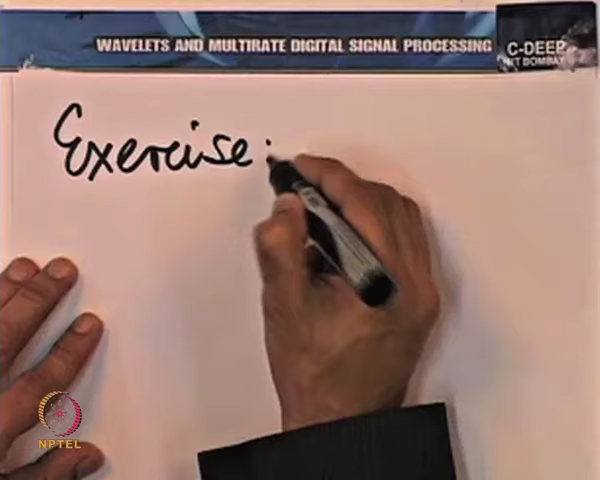 WAVELETS AND MULTIRATE DIGITAL SIGNAL PROCESSING
C-DEEP
IIT BOMBAY
Exercise:
NPTEL